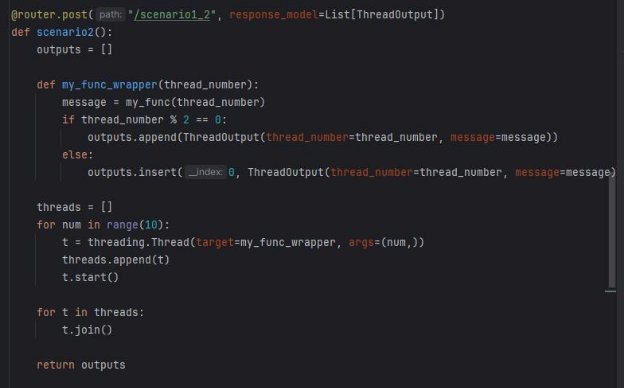 @router.post( path: "/scenario1_2", response_model=List[ThreadOutput])
def scenario2():
    outputs = []
    def my_func_wrapper(thread_number):
        message = my_func(thread_number)
        if thread_number % 2 == 0:
            outputs.append(ThreadOutput(thread_number=thread_number, message=message))
        else:
            outputs.insert( __index: 0, ThreadOutput(thread_number=thread_number, message=message)
    threads = []
    for num in range(10):
        t = threading.Thread(target=my_func_wrapper, args=(num,))
        threads.append(t)
        t.start()
    for t in threads:
        t.join()
    return outputs